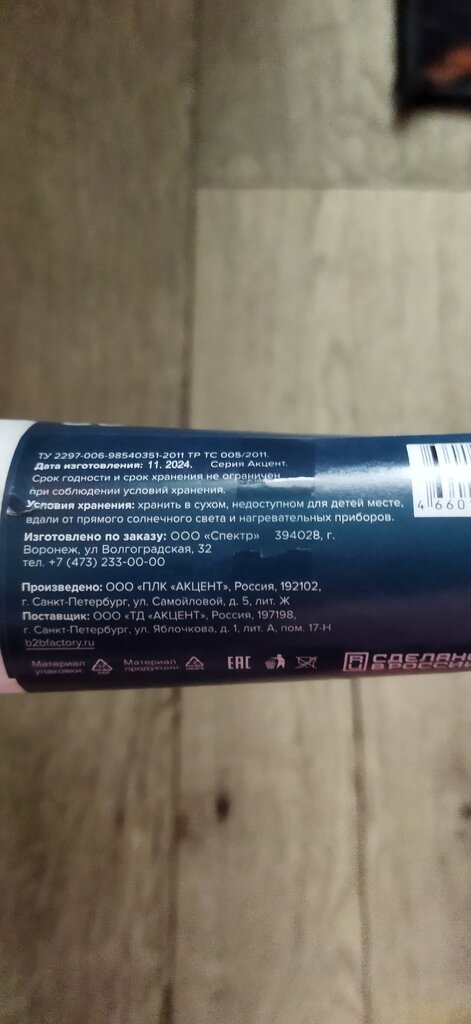 ТУ 2297-006-98540351-2011 ТР ТС 005/2011.
Дата изготовления: 11. 2024. Серия Акцент.
Срок годности и срок хранения не ограничен
при соблюдении условий хранения.
Условия хранения: хранить в сухом, недоступном для детей месте,
вдали от прямого солнечного света и нагревательных приборов.
Изготовлено по заказу: ООО «Спектр» 394028, г.
Воронеж, ул Волгоградская, 32
тел. +7 (473) 233-00-00
Произведено: ООО «ПЛК «АКЦЕНТ», Россия, 192102,
г. Санкт-Петербург, ул. Самойловой, д. 5, лит. Ж
Поставщик: ООО «ТД «АКЦЕНТ», Россия, 197198,
г. Санкт-Петербург, ул. Яблочкова, д. 1, лит. А, пом. 17-Н
b2bfactory.ru
Материал упаковки
Материал продукции
EAC
СДЕЛАНО
В РОССИИ
4 660